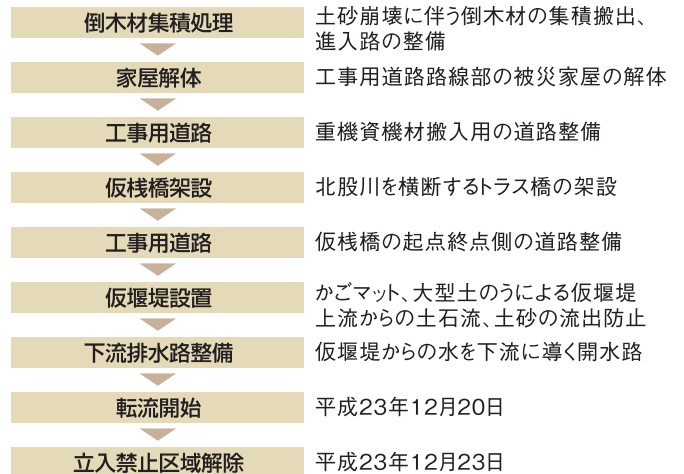 倒木材集積処理
土砂崩壊に伴う倒木材の集積搬出、
進入路の整備
家屋解体
工事用道路路線部の被災家屋の解体
工事用道路
重機資機材搬入用の道路整備
仮桟橋架設
北股川を横断するトラス橋の架設
工事用道路
仮桟橋の起点終点側の道路整備
仮堰堤設置
かごマット、大型土のうによる仮堰堤
上流からの土石流、土砂の流出防止
下流排水路整備
仮堰堤からの水を下流に導く開水路
転流開始
平成23年12月20日
立入禁止区域解除
平成23年12月23日